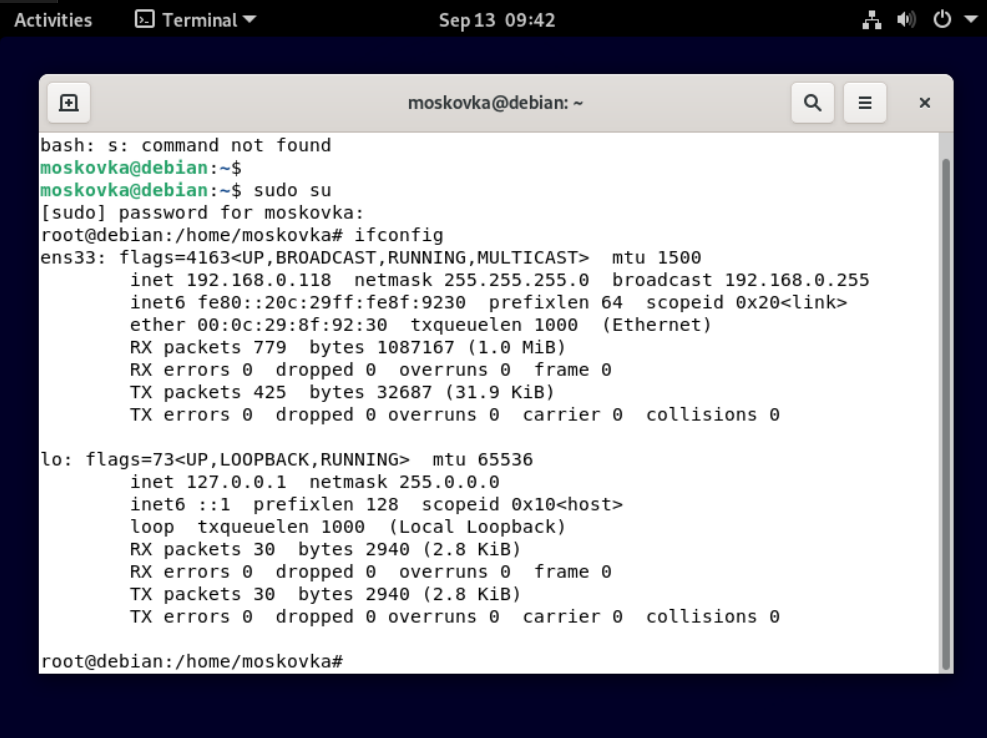 Activities Terminal Sep 13 09:42
moskovka@debian: ~
bash: s: command not found
moskovka@debian:~$
moskovka@debian:~$ sudo su
[sudo] password for moskovka:
root@debian:/home/moskovka# ifconfig
ens33: flags=4163<UP,BROADCAST,RUNNING,MULTICAST>  mtu 1500
        inet 192.168.0.118  netmask 255.255.255.0  broadcast 192.168.0.255
        inet6 fe80::20c:29ff:fe8f:9230  prefixlen 64  scopeid 0x20<link>
        ether 00:0c:29:8f:92:30  txqueuelen 1000  (Ethernet)
        RX packets 779  bytes 1087167 (1.0 MiB)
        RX errors 0  dropped 0  overruns 0  frame 0
        TX packets 425  bytes 32687 (31.9 KiB)
        TX errors 0  dropped 0 overruns 0  carrier 0  collisions 0
lo: flags=73<UP,LOOPBACK,RUNNING>  mtu 65536
        inet 127.0.0.1  netmask 255.0.0.0
        inet6 ::1  prefixlen 128  scopeid 0x10<host>
        loop  txqueuelen 1000  (Local Loopback)
        RX packets 30  bytes 2940 (2.8 KiB)
        RX errors 0  dropped 0  overruns 0  frame 0
        TX packets 30  bytes 2940 (2.8 KiB)
        TX errors 0  dropped 0 overruns 0  carrier 0  collisions 0
root@debian:/home/moskovka#